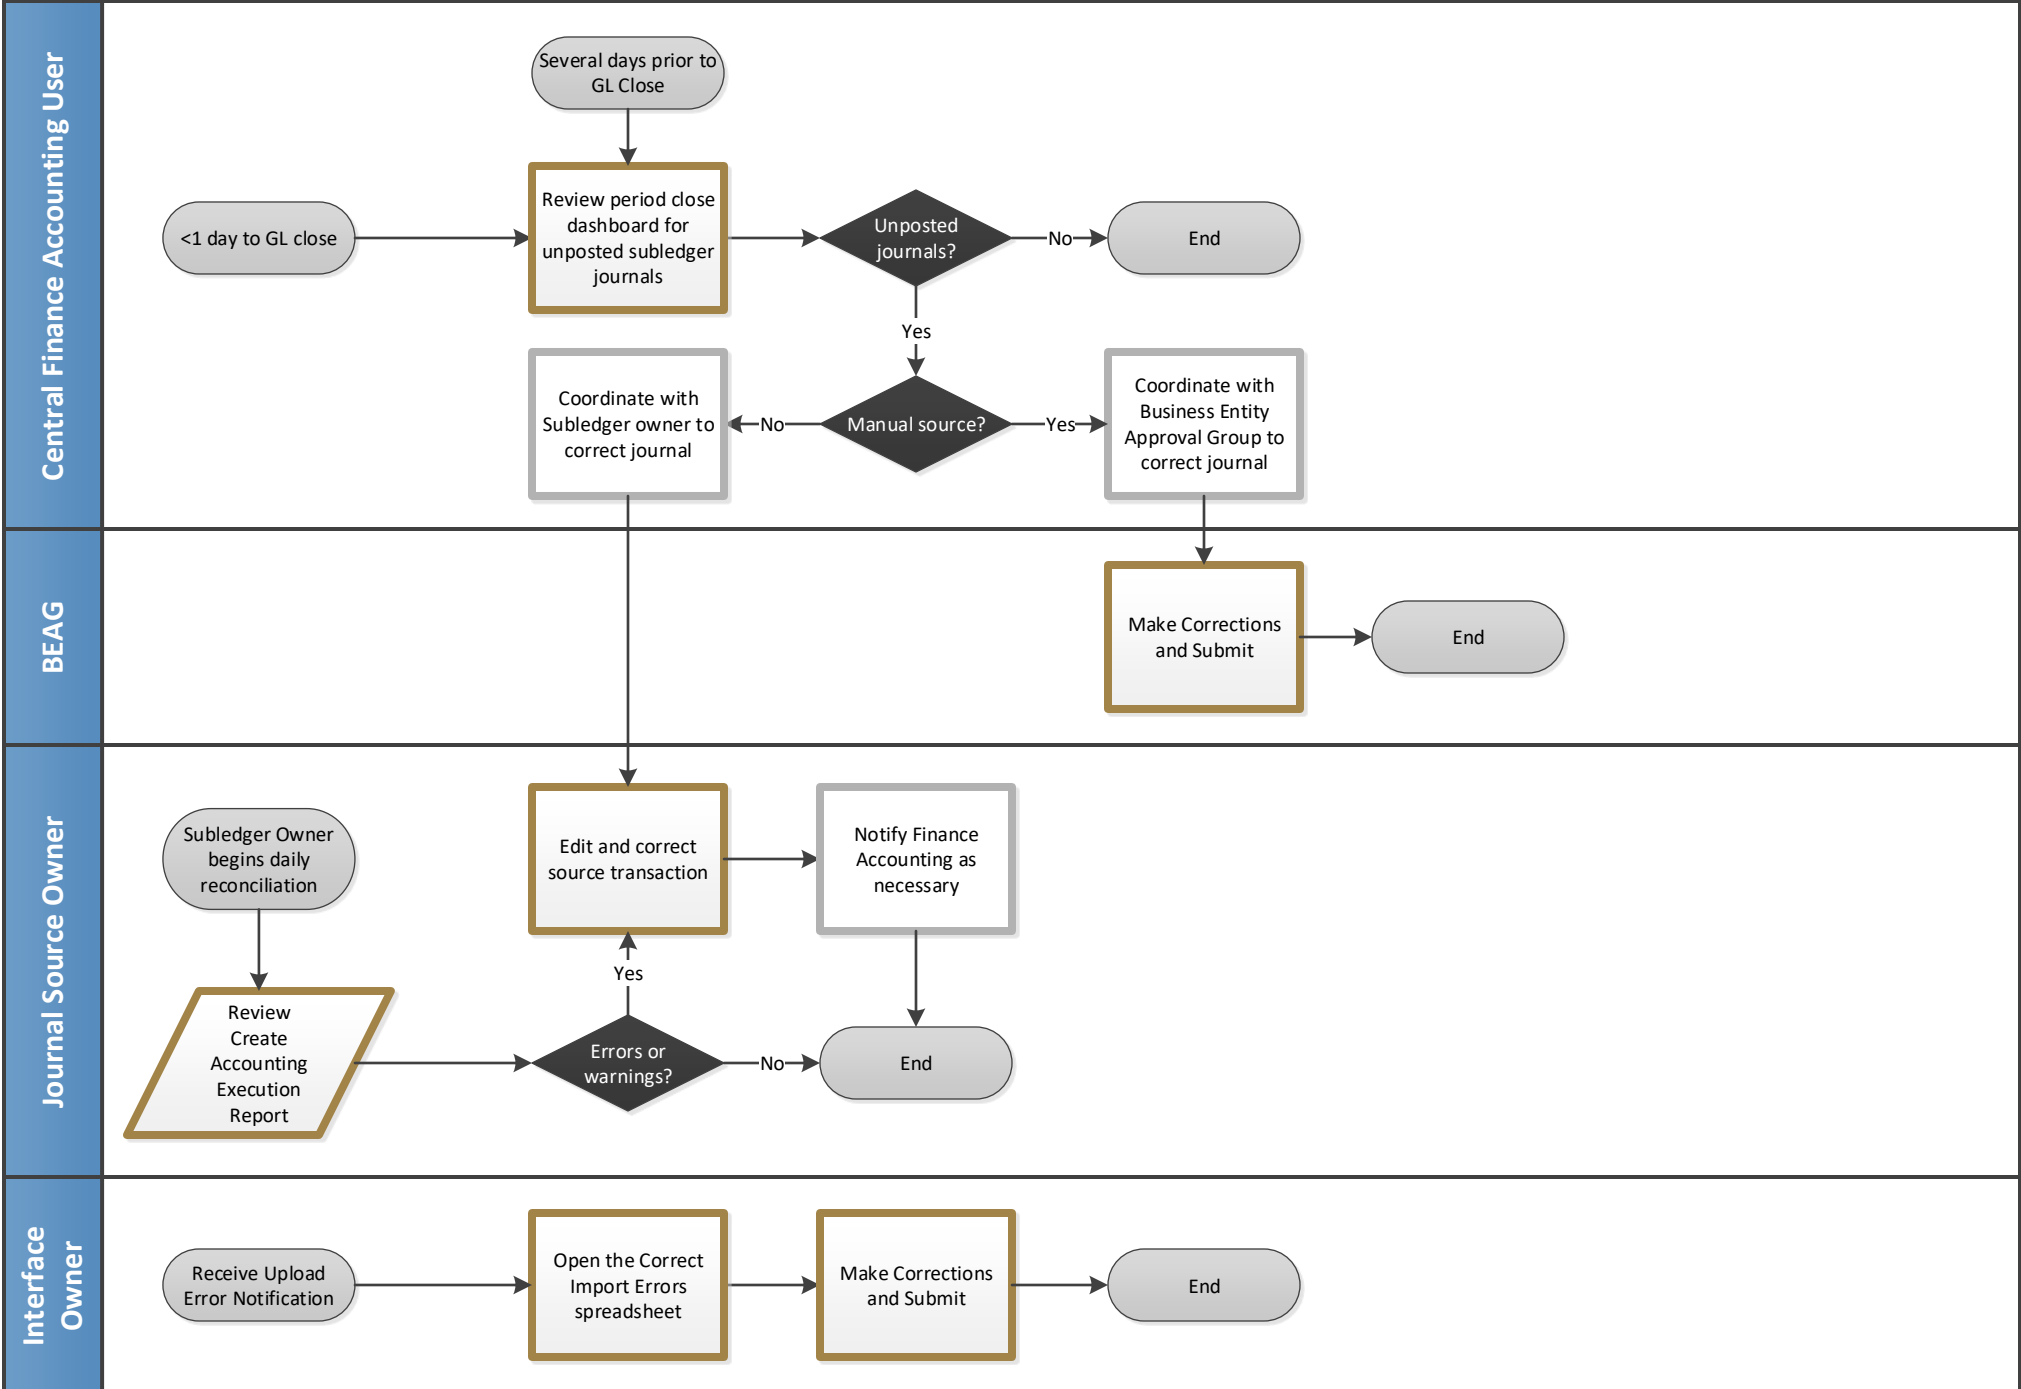 Central Finance Accounting User
Several days prior to
GL Close
<1 day to GL close
Review period close
dashboard for
unposted subledger
journals
Unposted
journals?
No
End
Yes
Coordinate with
Subledger owner to
correct journal
No
Manual source?
Yes
Coordinate with
Business Entity
Approval Group to
correct journal
BEAG
Make Corrections
and Submit
End
Journal Source Owner
Subledger Owner
begins daily
reconciliation
Edit and correct
source transaction
Notify Finance
Accounting as
necessary
Yes
Review
Create
Accounting
Execution
Report
Errors or
warnings?
No
End
Interface
Owner
Receive Upload
Error Notification
Open the Correct
Import Errors
spreadsheet
Make Corrections
and Submit
End